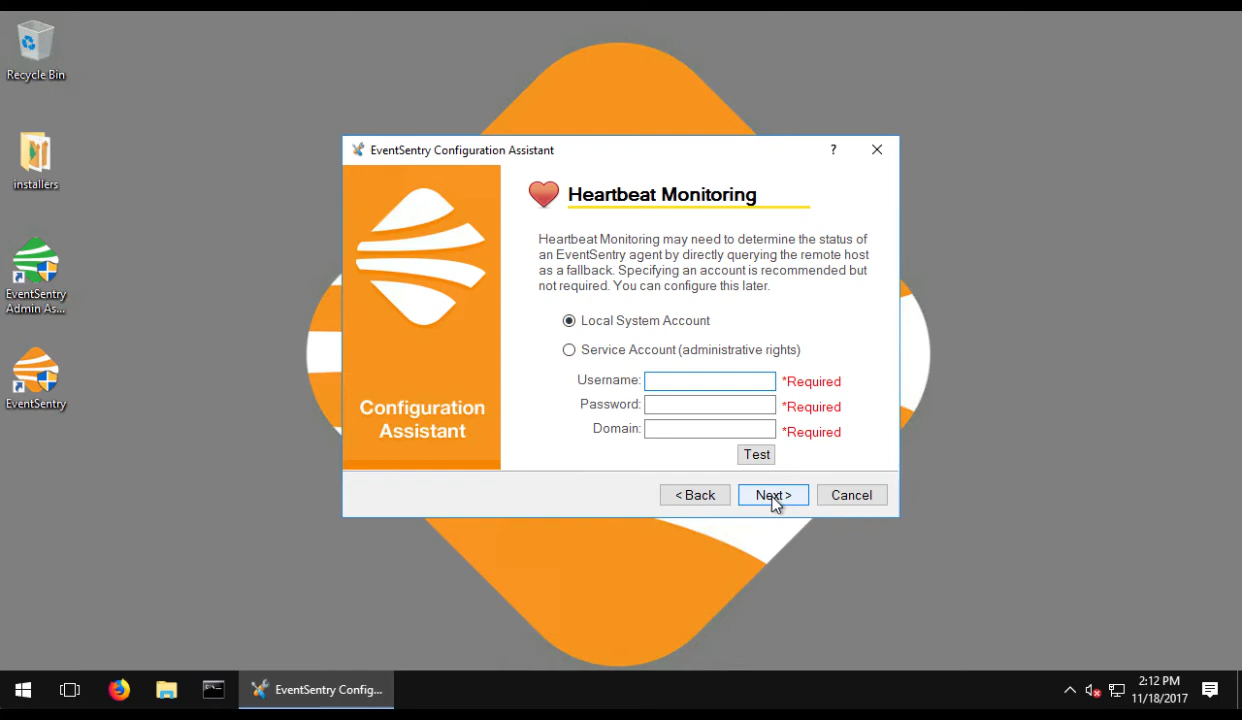 Recycle Bin
installers
EventSentry
Admin As...
EventSentry
EventSentry Configuration Assistant
?
Configuration
Assistant
Heartbeat Monitoring
Heartbeat Monitoring may need to determine the status of
an EventSentry agent by directly querying the remote host
as a fallback. Specifying an account is recommended but
not required. You can configure this later.
Local System Account
Service Account (administrative rights)
Username: *Required
Password: *Required
Domain: *Required
Test
< Back Next > Cancel
EventSentry Config...
2:12 PM
11/18/2017